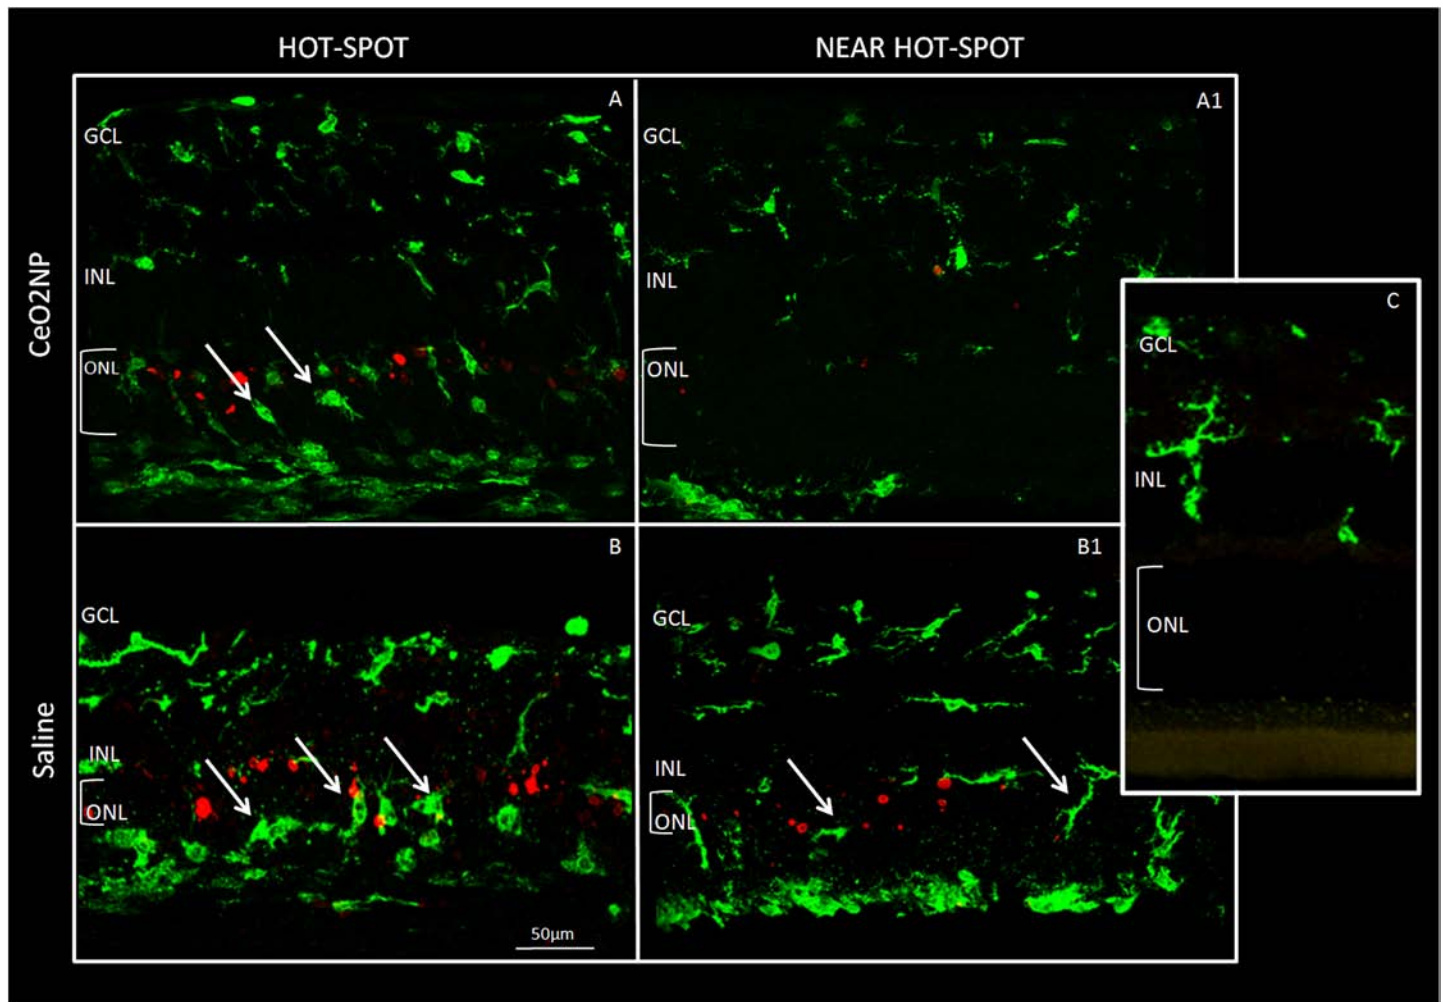 HOT-SPOT
NEAR HOT-SPOT
CeO2NP
A
GCL
INL
ONL
A1
GCL
INL
ONL
C
GCL
INL
ONL
Saline
B
GCL
INL
ONL
50µm
B1
GCL
INL
ONL